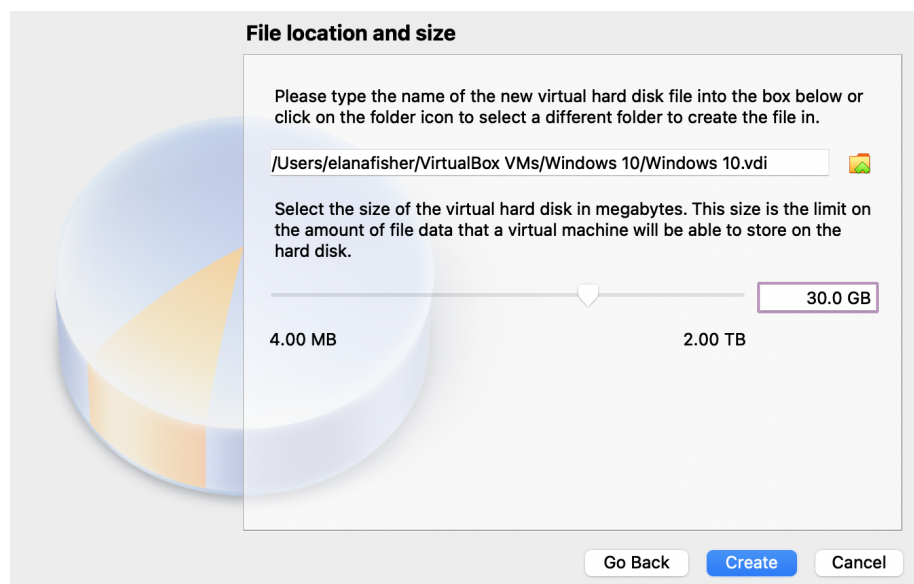 File location and size
Please type the name of the new virtual hard disk file into the box below or
click on the folder icon to select a different folder to create the file in.
/Users/elanafisher/VirtualBox VMs/Windows 10/Windows 10.vdi
Select the size of the virtual hard disk in megabytes. This size is the limit on
the amount of file data that a virtual machine will be able to store on the
hard disk.
30.0 GB
4.00 MB 2.00 TB
Go Back Create Cancel